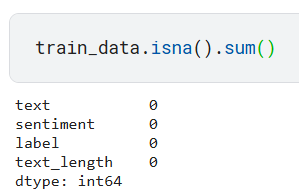 train_data.isna().sum()
text 0
sentiment 0
label 0
text_length 0
dtype: int64